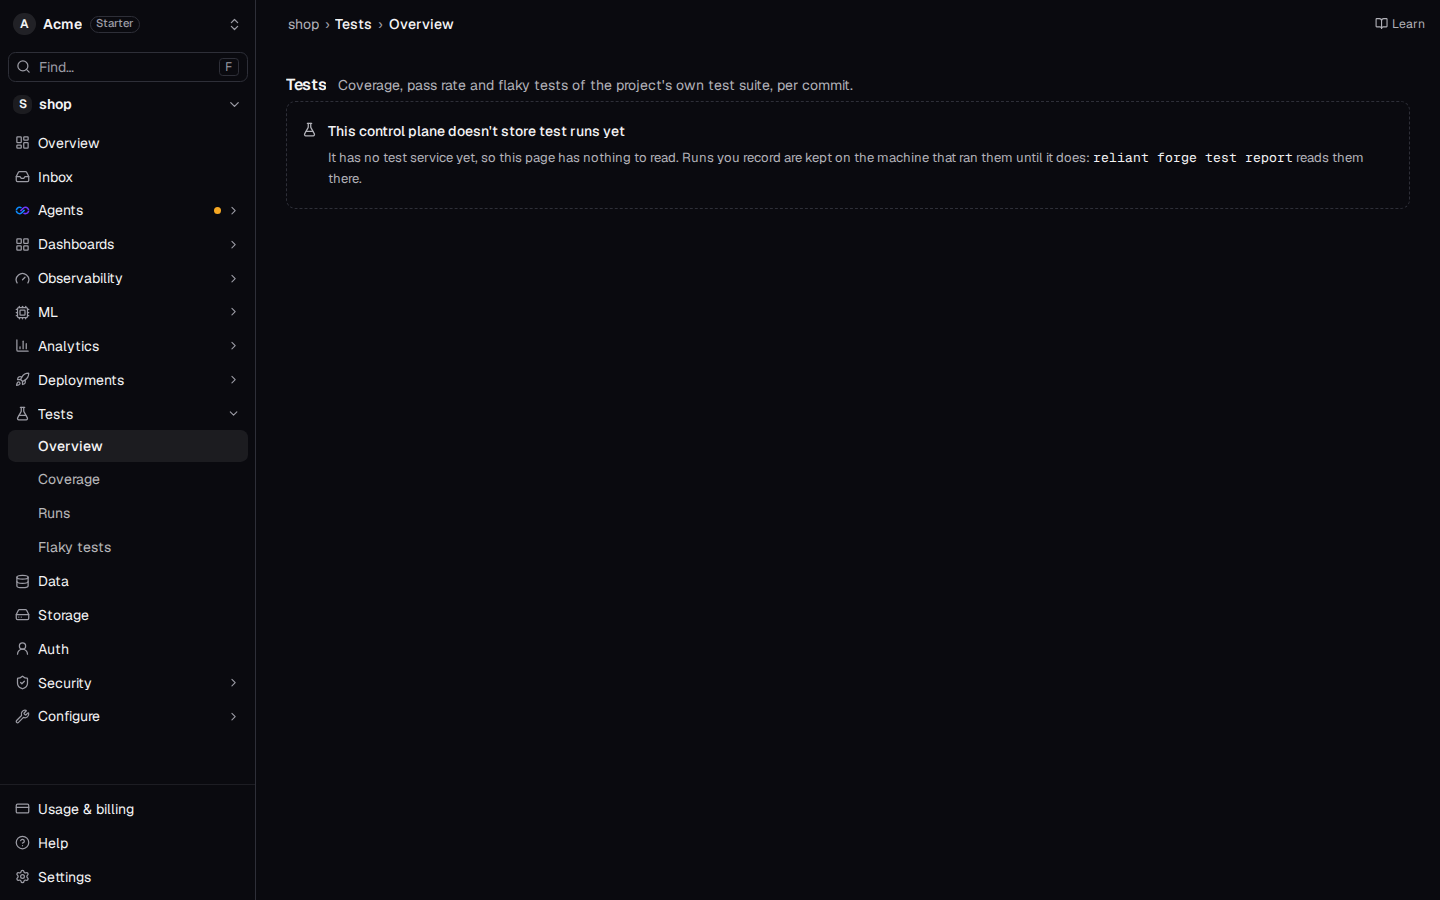 A Acme Starter
Find... F
S shop
Overview
Inbox
Agents
Dashboards
Observability
ML
Analytics
Deployments
Tests
Overview
Coverage
Runs
Flaky tests
Data
Storage
Auth
Security
Configure
Usage & billing
Help
Settings
shop › Tests › Overview
Learn
Tests Coverage, pass rate and flaky tests of the project's own test suite, per commit.
This control plane doesn't store test runs yet
It has no test service yet, so this page has nothing to read. Runs you record are kept on the machine that ran them until it does: reliant forge test report reads them
there.